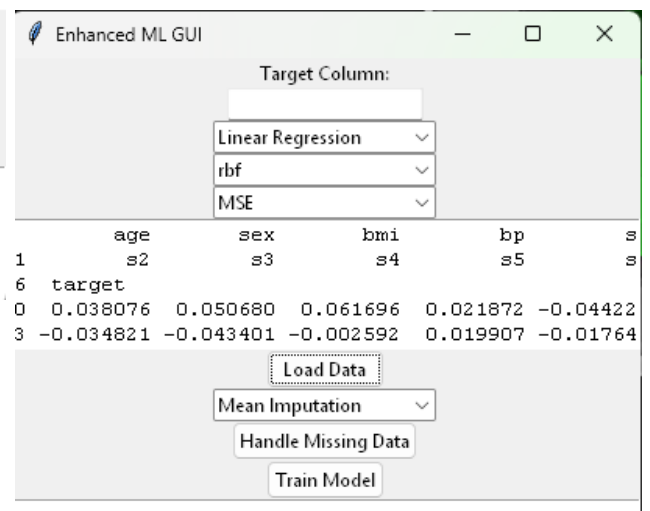 Enhanced ML GUI
Target Column:
Linear Regression
rbf
MSE
age sex bmi bp s
1 s2 s3 s4 s5 s
6 target
0 0.038076 0.050680 0.061696 0.021872 -0.04422
3 -0.034821 -0.043401 -0.002592 0.019907 -0.01764
Load Data
Mean Imputation
Handle Missing Data
Train Model